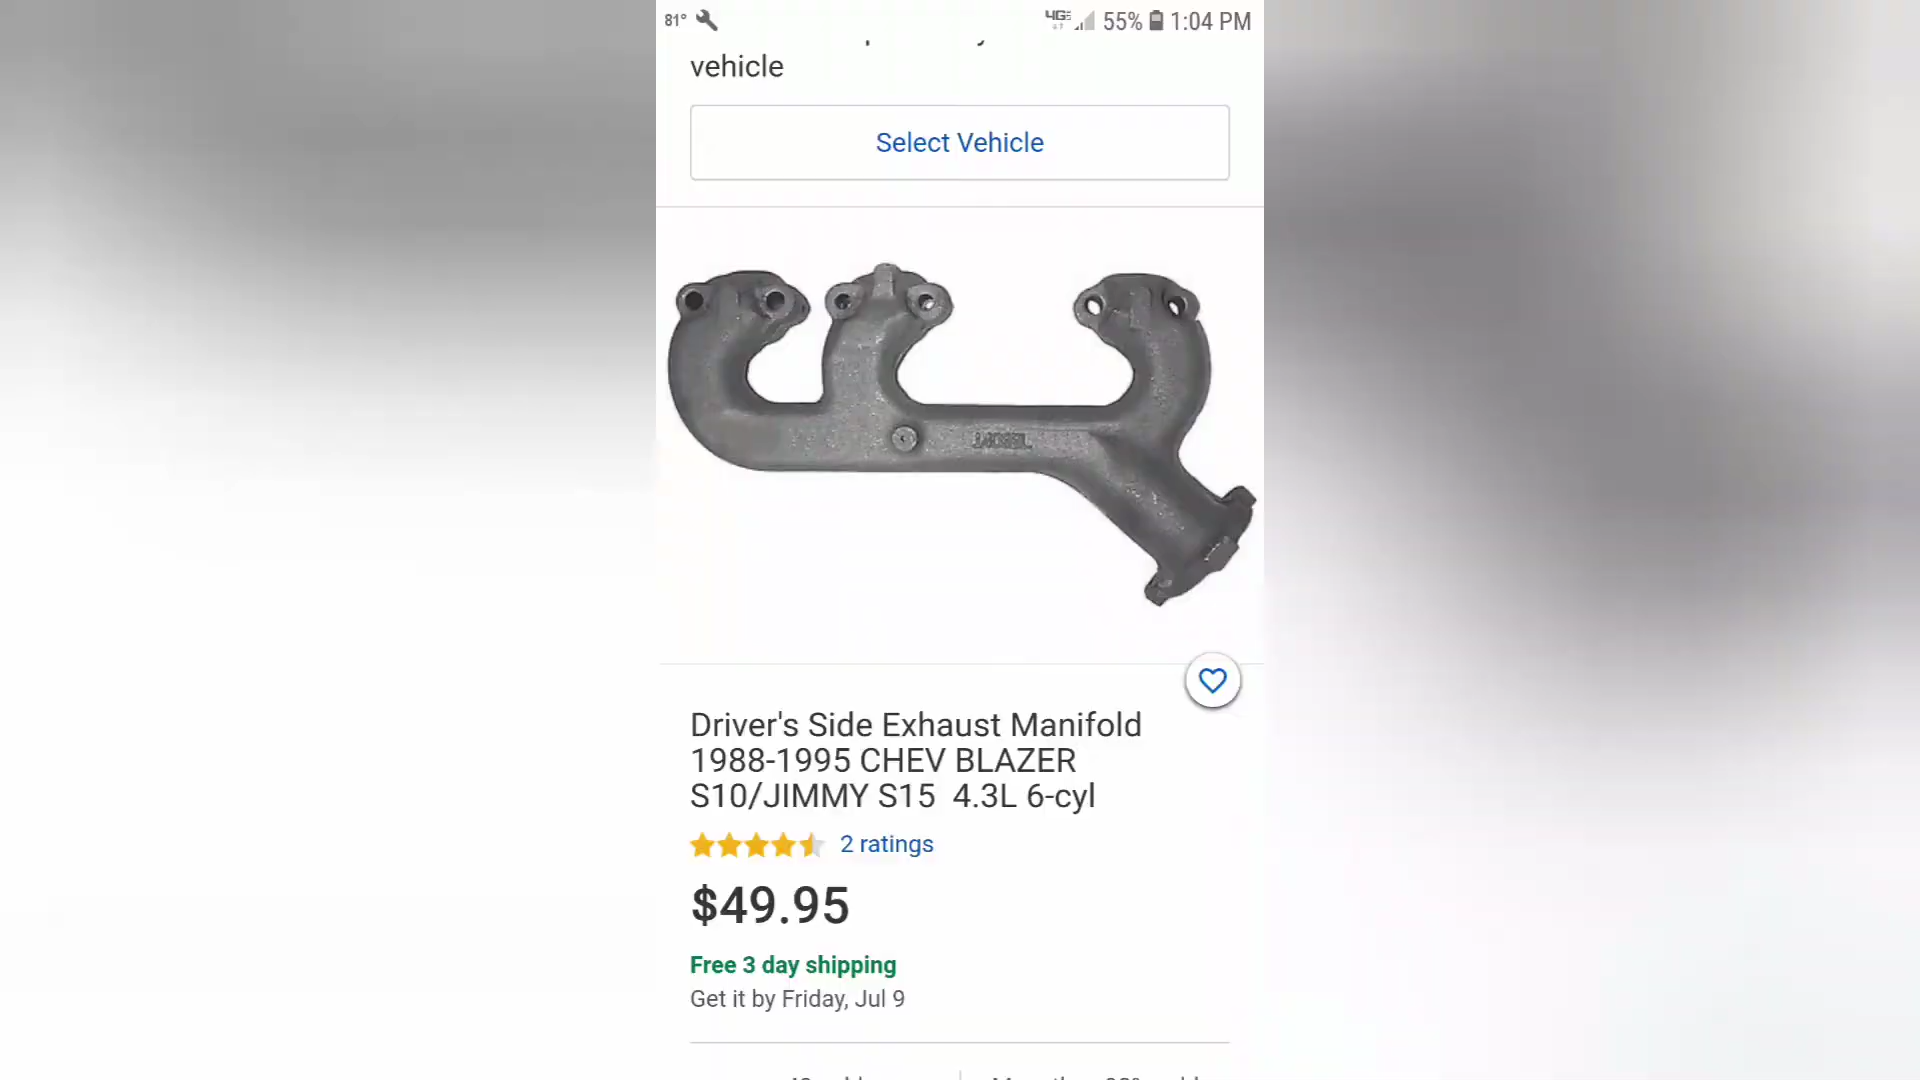 81° 4G 55% 1:04 PM
vehicle
Select Vehicle
Driver's Side Exhaust Manifold
1988-1995 CHEV BLAZER
S10/JIMMY S15 4.3L 6-cyl
2 ratings
$49.95
Free 3 day shipping
Get it by Friday, Jul 9